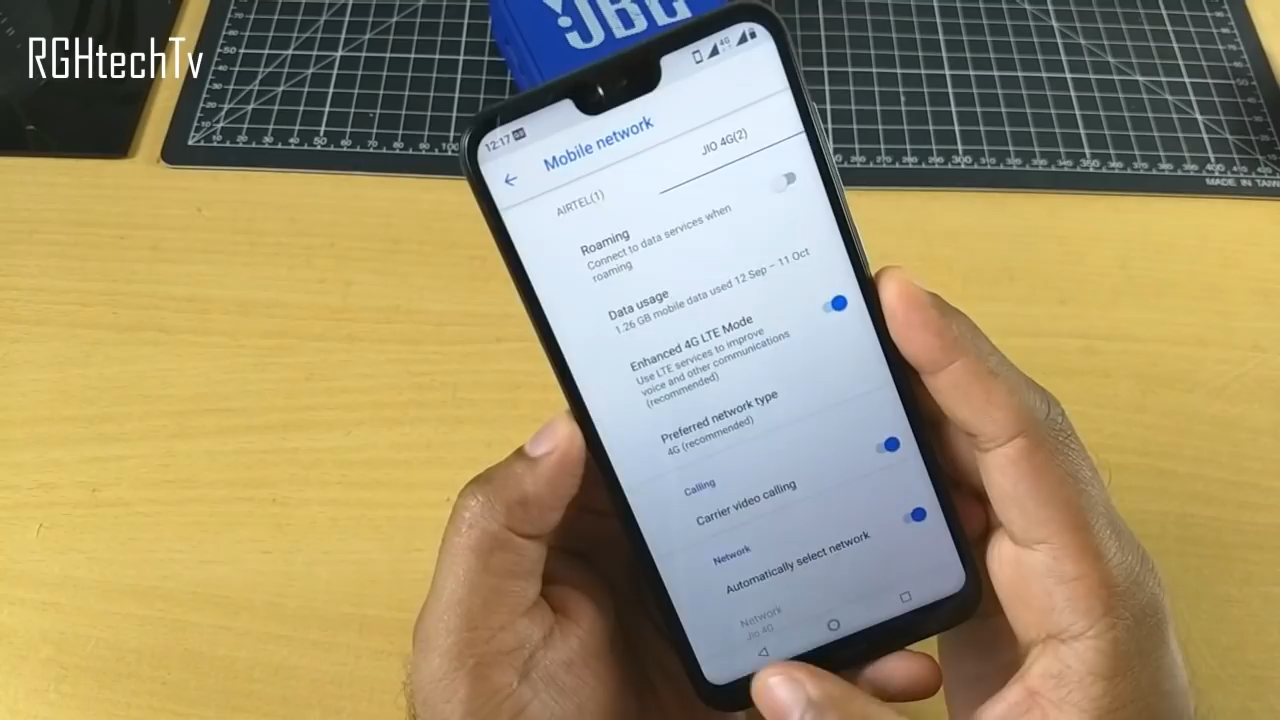 RGHtechTv
JBL
12:17
4G
Mobile network
AIRTEL(1)
JIO 4G(2)
Roaming
Connect to data services when
roaming
Data usage
1.26 GB mobile data used 12 Sep – 11 Oct
Enhanced 4G LTE Mode
Use LTE services to improve
voice and other communications
(recommended)
Preferred network type
4G (recommended)
Calling
Carrier video calling
Network
Automatically select network
Network
Jio 4G
MADE IN TAIWAN